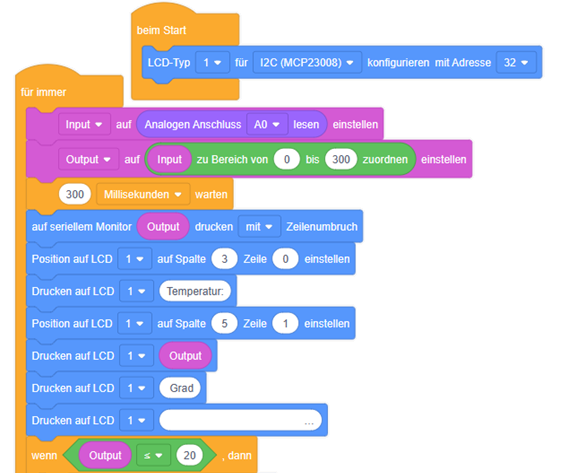 beim Start
LCD-Typ 1 für I2C (MCP23008) konfigurieren mit Adresse 32
für immer
Input auf Analogen Anschluss A0 lesen einstellen
Output auf Input zu Bereich von 0 bis 300 zuordnen einstellen
300 Millisekunden warten
auf seriellem Monitor Output drucken mit Zeilenumbruch
Position auf LCD 1 auf Spalte 3 Zeile 0 einstellen
Drucken auf LCD 1 Temperatur:
Position auf LCD 1 auf Spalte 5 Zeile 1 einstellen
Drucken auf LCD 1 Output
Drucken auf LCD 1 Grad
Drucken auf LCD 1 ...
wenn Output ≤ 20 , dann